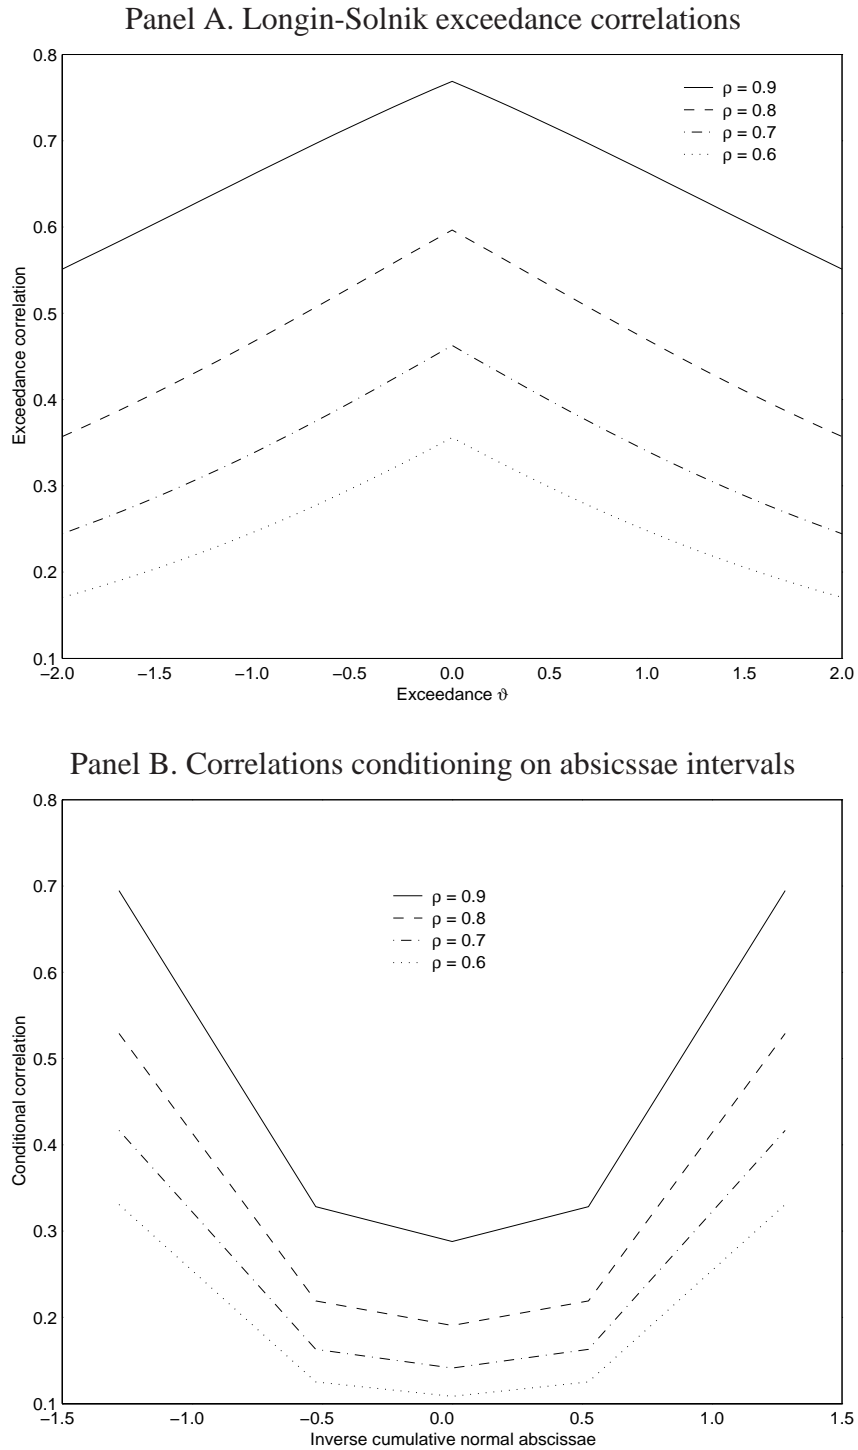 Panel A. Longin-Solnik exceedance correlations
0.8
ρ = 0.9
ρ = 0.8
0.7
ρ = 0.7
ρ = 0.6
0.6
0.5
0.4
0.3
0.2
0.1
Exceedance correlation
−2.0 −1.5 −1.0 −0.5 0.0 0.5 1.0 1.5 2.0
Exceedance ϑ
Panel B. Correlations conditioning on absicssae intervals
0.8
0.7
ρ = 0.9
ρ = 0.8
ρ = 0.7
ρ = 0.6
0.6
0.5
0.4
0.3
0.2
0.1
Conditional correlation
−1.5 −1.0 −0.5 0.0 0.5 1.0 1.5
Inverse cumulative normal abscissae